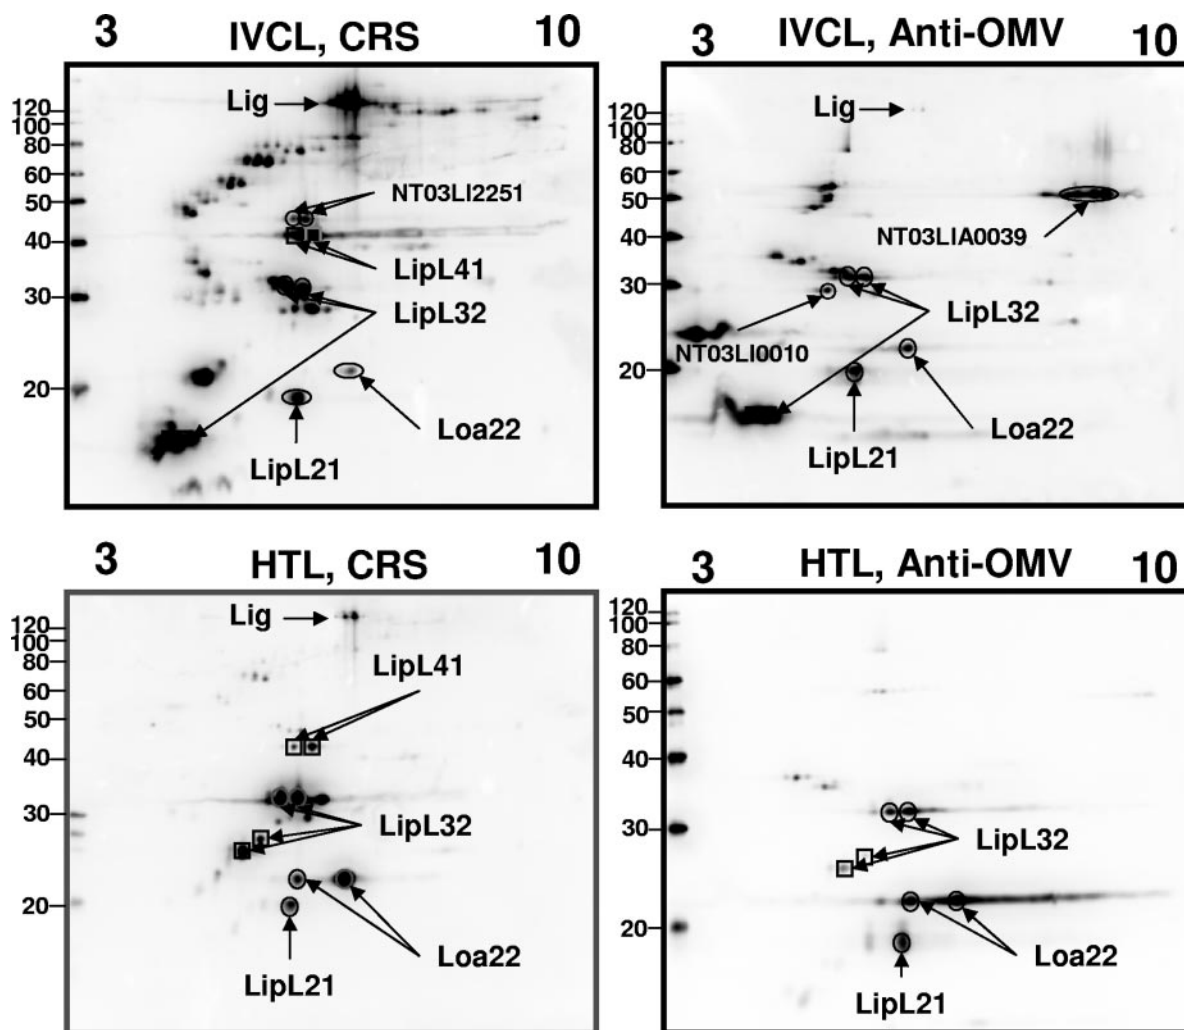 3 IVCL, CRS 10
120
100
80
60
50
40
30
20
Lig
NT03LI2251
LipL41
LipL32
Loa22
LipL21
3 IVCL, Anti-OMV 10
120
100
80
60
50
40
30
20
Lig
NT03LIA0039
LipL32
NT03LI0010
Loa22
LipL21
3 HTL, CRS 10
120
100
80
60
50
40
30
20
Lig
LipL41
LipL32
Loa22
LipL21
3 HTL, Anti-OMV 10
120
100
80
60
50
40
30
20
LipL32
Loa22
LipL21